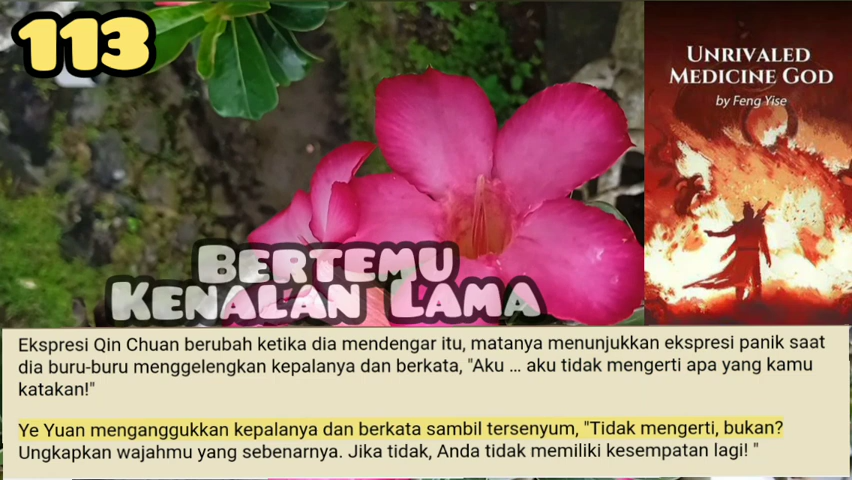 113
UNRIVALED
MEDICINE GOD
by Feng Yise
BERTEMU
KENALAN LAMA
Ekspresi Qin Chuan berubah ketika dia mendengar itu, matanya menunjukkan ekspresi panik saat
dia buru-buru menggelengkan kepalanya dan berkata, "Aku ... aku tidak mengerti apa yang kamu
katakan!"
Ye Yuan menganggukkan kepalanya dan berkata sambil tersenyum, "Tidak mengerti, bukan?
Ungkapkan wajahmu yang sebenarnya. Jika tidak, Anda tidak memiliki kesempatan lagi! "